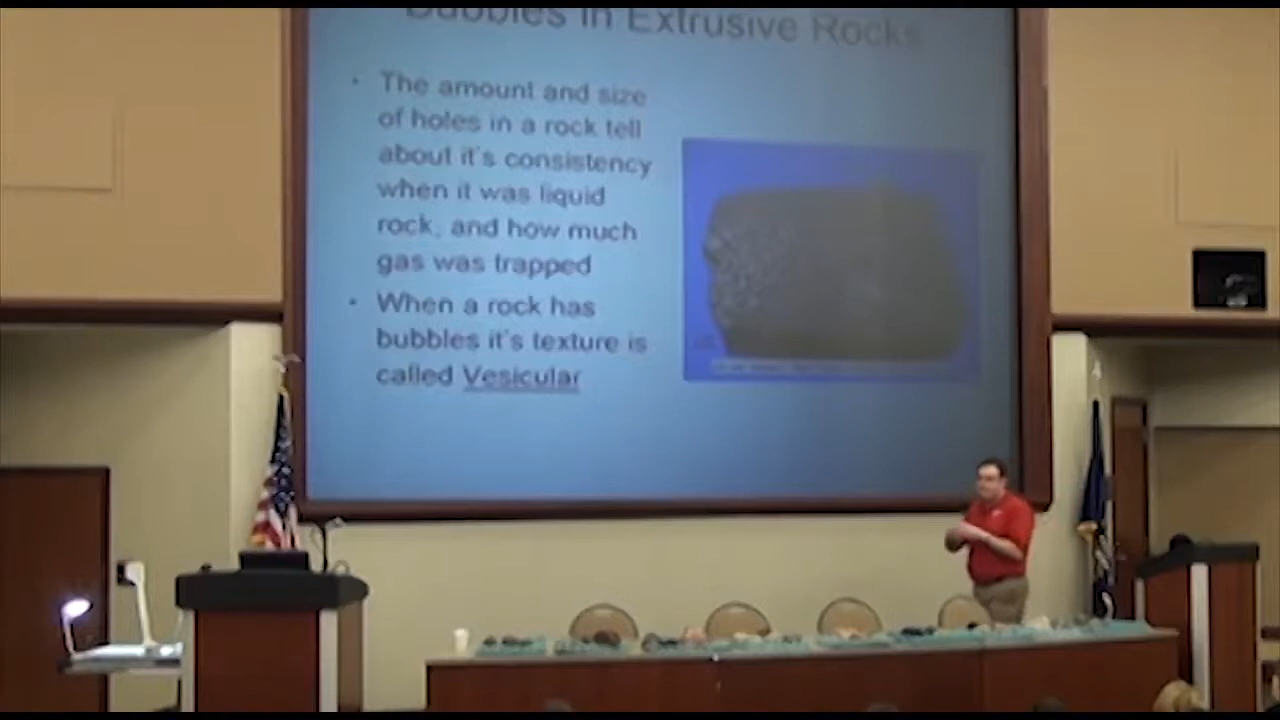 Bubbles in Extrusive Rocks
• The amount and size
of holes in a rock tell
about it's consistency
when it was liquid
rock, and how much
gas was trapped
• When a rock has
bubbles it's texture is
called Vesicular